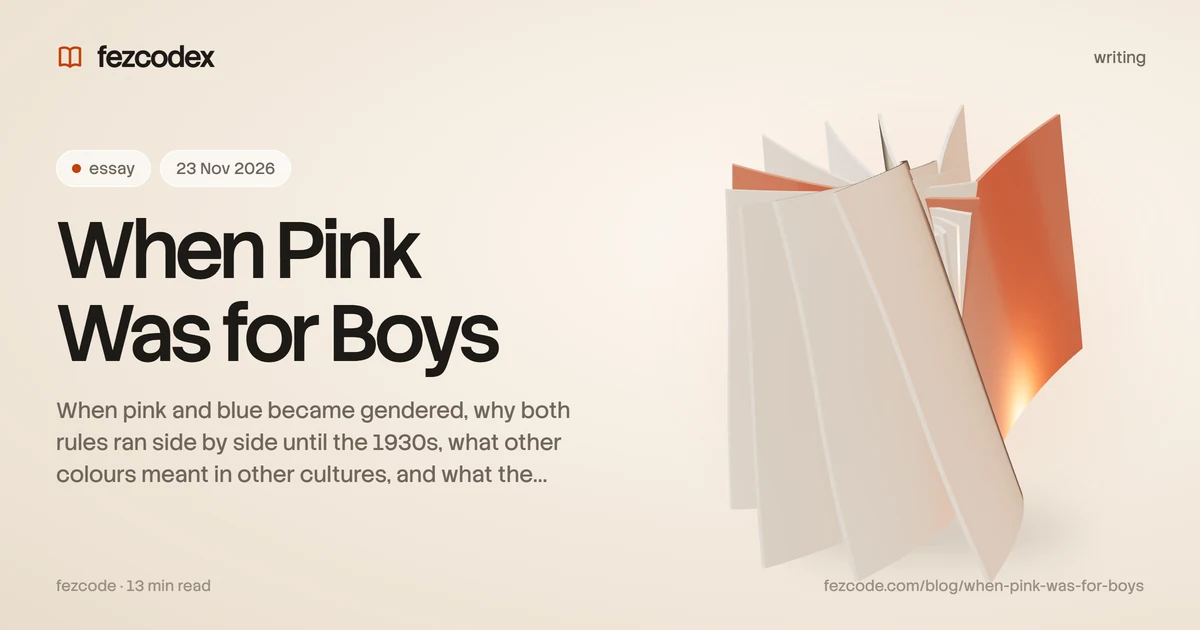 fezcodex
writing
essay
23 Nov 2026
When Pink
Was for Boys
When pink and blue became gendered, why both
rules ran side by side until the 1930s, what other
colours meant in other cultures, and what the...
fezcode · 13 min read
fezcode.com/blog/when-pink-was-for-boys